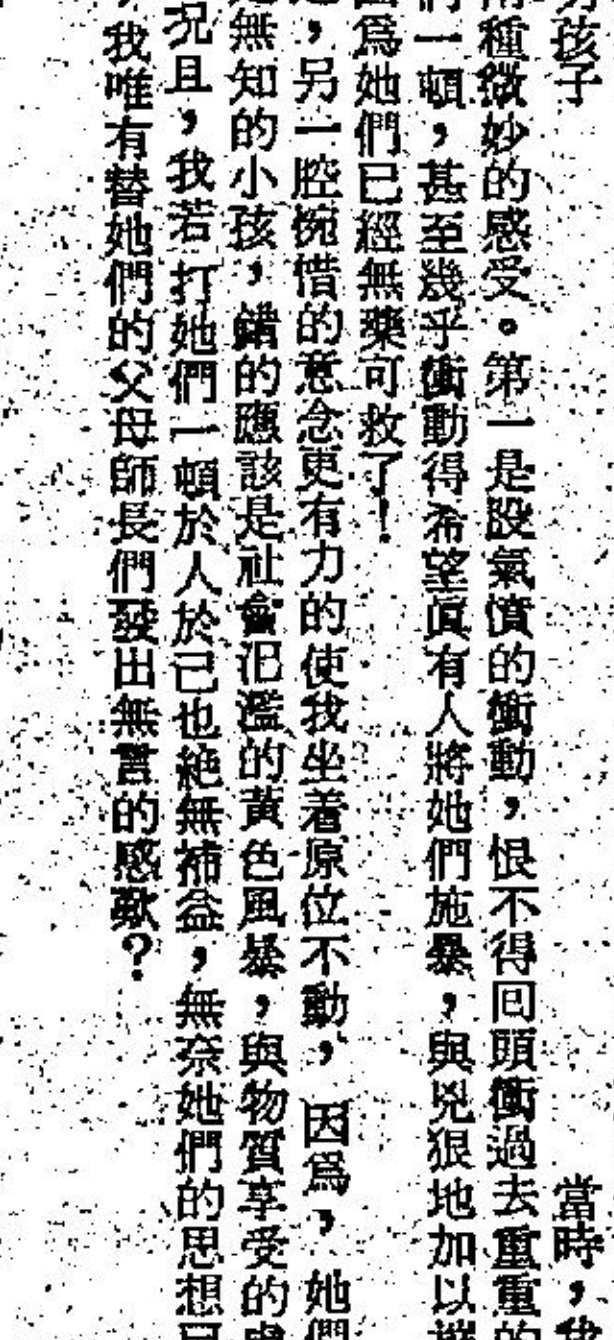 孩子　當時，
種微妙的感受。第一是股氣憤的衝動，恨不得回頭衝過去重重的
們一頓，甚至幾乎衝動得希望真有人將她們施暴，與兇狠地加以
因爲她們已經無藥可救了！
，另一腔惋惜的意念更有力的使我坐着原位不動，因爲，她們
無知的小孩，錯的應該是社會汜濫的黃色風暴，與物質享受的
況且，我若打她們一頓於人於己也絶無補益，無奈她們的思想已
，我唯有替她們的父母師長們發出無言的感歎？